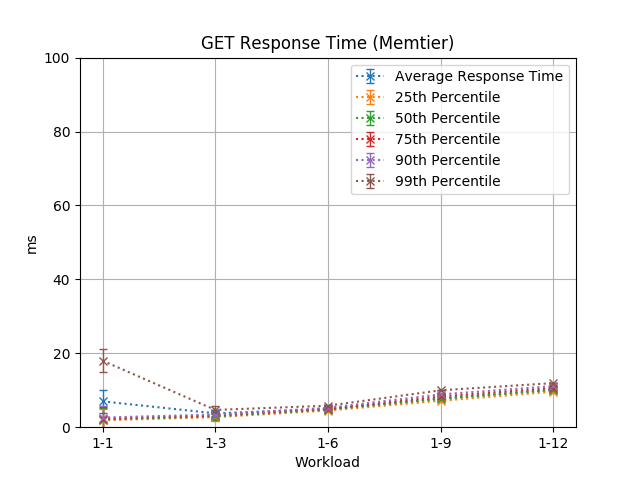 GET Response Time (Memtier)
100
80
60
40
20
0
ms
Average Response Time
25th Percentile
50th Percentile
75th Percentile
90th Percentile
99th Percentile
1-1 1-3 1-6 1-9 1-12
Workload